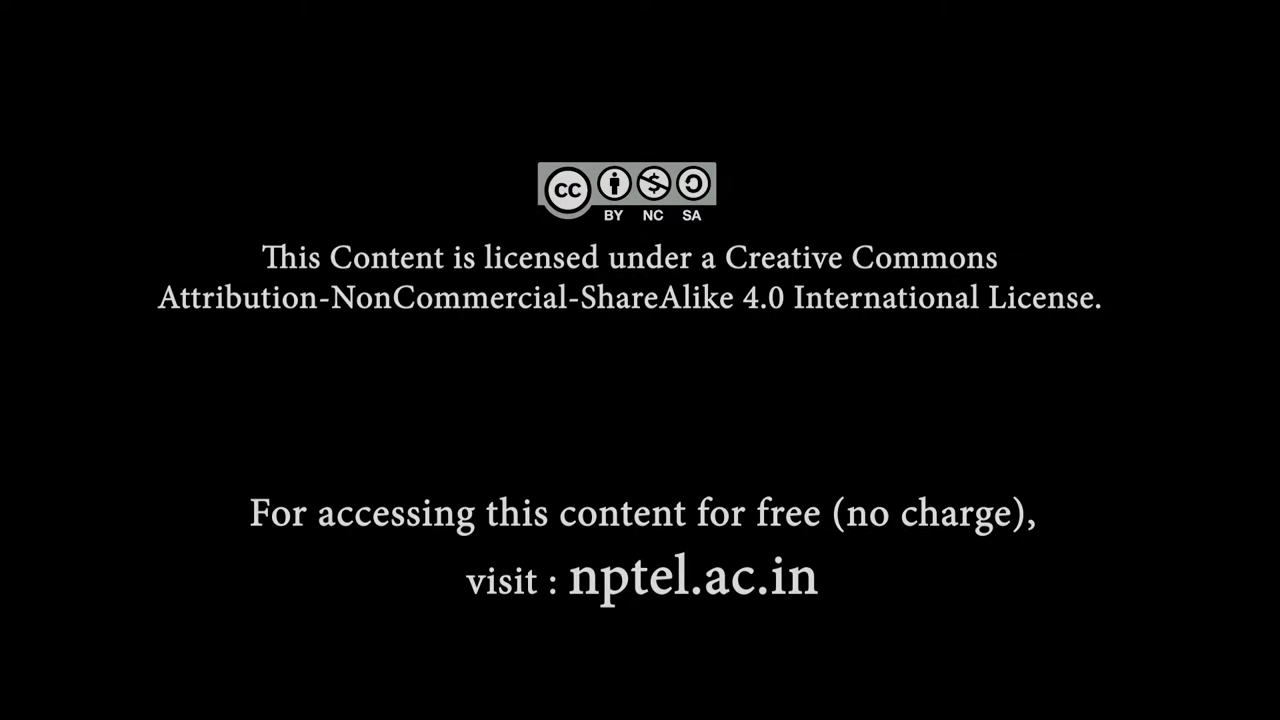 cc
BY NC SA
This Content is licensed under a Creative Commons
Attribution-NonCommercial-ShareAlike 4.0 International License.
For accessing this content for free (no charge),
visit : nptel.ac.in